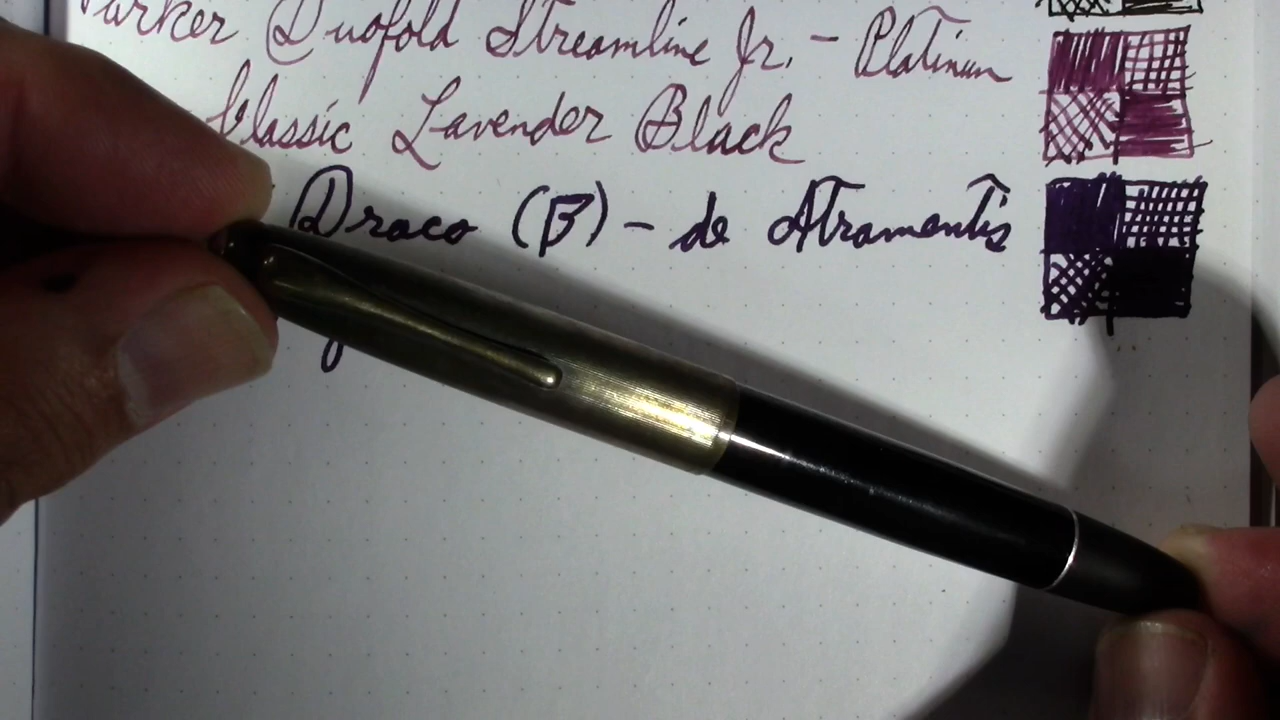 Parker Duofold Streamline Jr. - Platinum
Classic Lavender Black
Draco (B) - de Atramentis